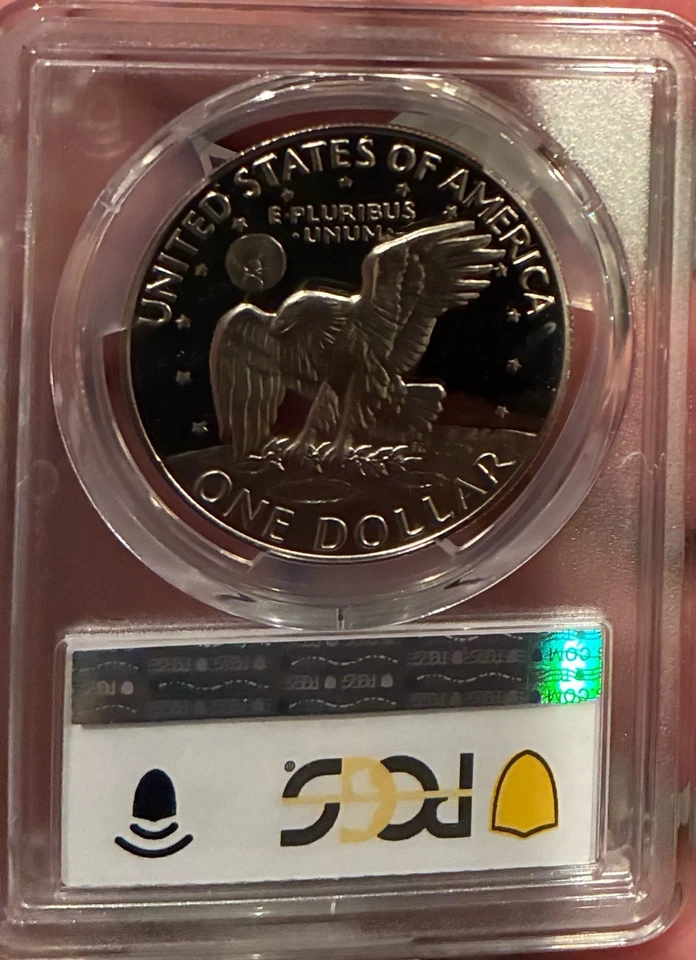 UNITED STATES OF AMERICA
E·PLURIBUS
·UNUM·
ONE DOLLAR
PCGS